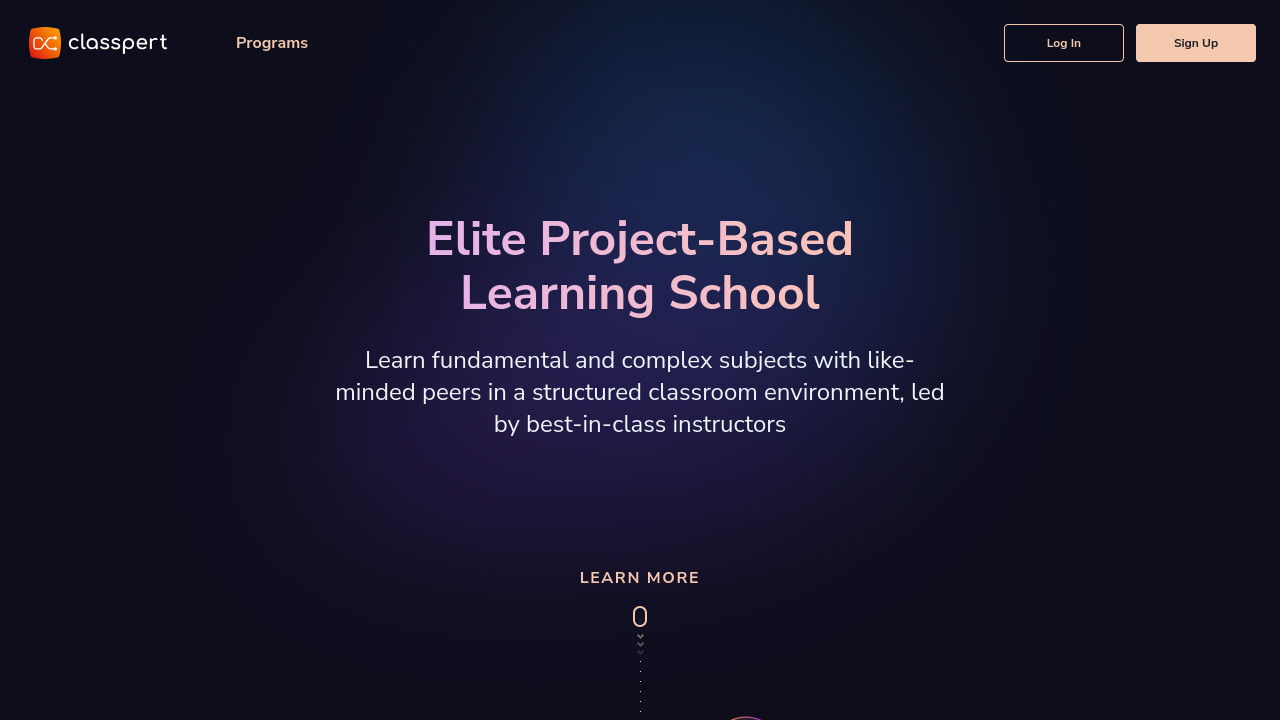 classpert
Programs
Log In
Sign Up
Elite Project-Based
Learning School
Learn fundamental and complex subjects with like-
minded peers in a structured classroom environment, led
by best-in-class instructors
LEARN MORE